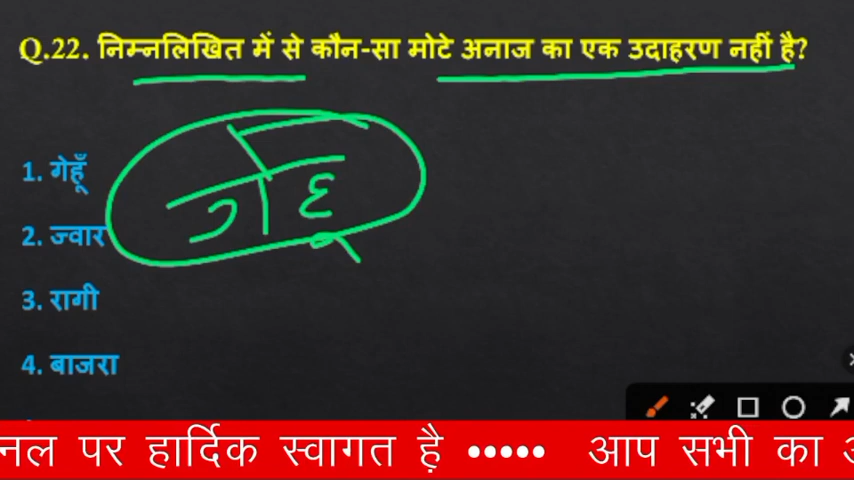 Q.22. निम्नलिखित में से कौन-सा मोटे अनाज का एक उदाहरण नहीं है?
1. गेहूँ
गेहू
2. ज्वार
3. रागी
4. बाजरा
नल पर हार्दिक स्वागत है ••••• आप सभी का